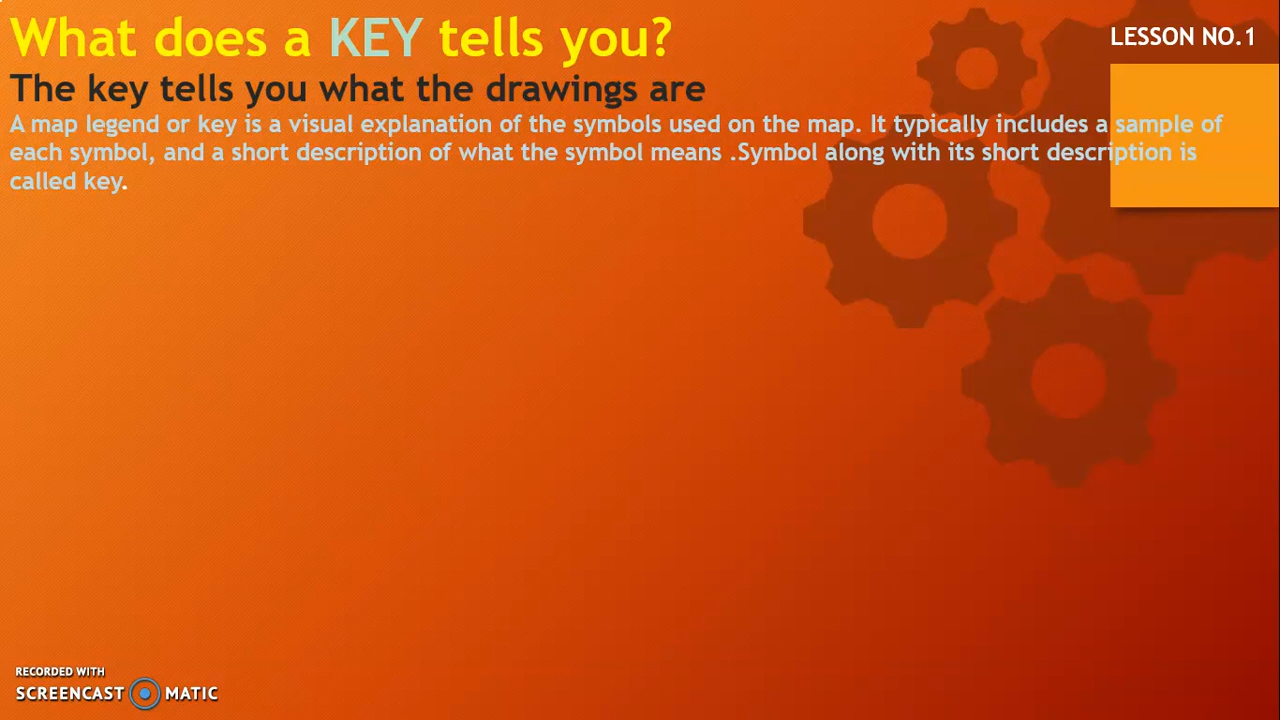 What does a KEY tells you?
LESSON NO.1
The key tells you what the drawings are
A map legend or key is a visual explanation of the symbols used on the map. It typically includes a sample of
each symbol, and a short description of what the symbol means .Symbol along with its short description is
called key.
RECORDED WITH
SCREENCAST MATIC